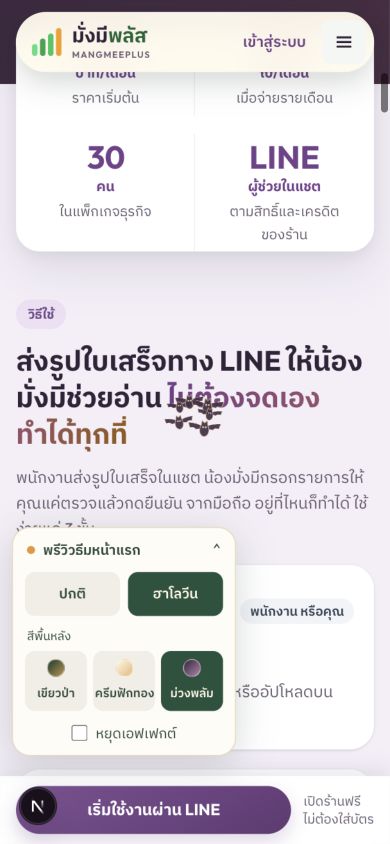 มั่งมีพลัส
MANGMEEPLUS
เข้าสู่ระบบ
บาท/เดือน
ราคาเริ่มต้น
เมื่อจ่ายรายเดือน
30
คน
ในแพ็กเกจธุรกิจ
LINE
ผู้ช่วยในแชต
ตามสิทธิ์และเครดิต
ของร้าน
วิธีใช้
ส่งรูปใบเสร็จทาง LINE ให้น้อง
มั่งมีช่วยอ่าน ไม่ต้องจดเอง
ทำได้ทุกที่
พนักงานส่งรูปใบเสร็จในแชต น้องมั่งมีกรอกรายการให้
คุณแค่ตรวจแล้วกดยืนยัน จากมือถือ อยู่ที่ไหนก็ทำได้ ใช้
พรีวิวธีมหน้าแรก
ปกติ
ฮาโลวีน
สีพื้นหลัง
เขียวป่า
ครีมฟักทอง
ม่วงพลัม
หยุดเอฟเฟกต์
พนักงาน หรือคุณ
หรืออัปโหลดบน
N
เริ่มใช้งานผ่าน LINE
เปิดร้านฟรี
ไม่ต้องใส่บัตร